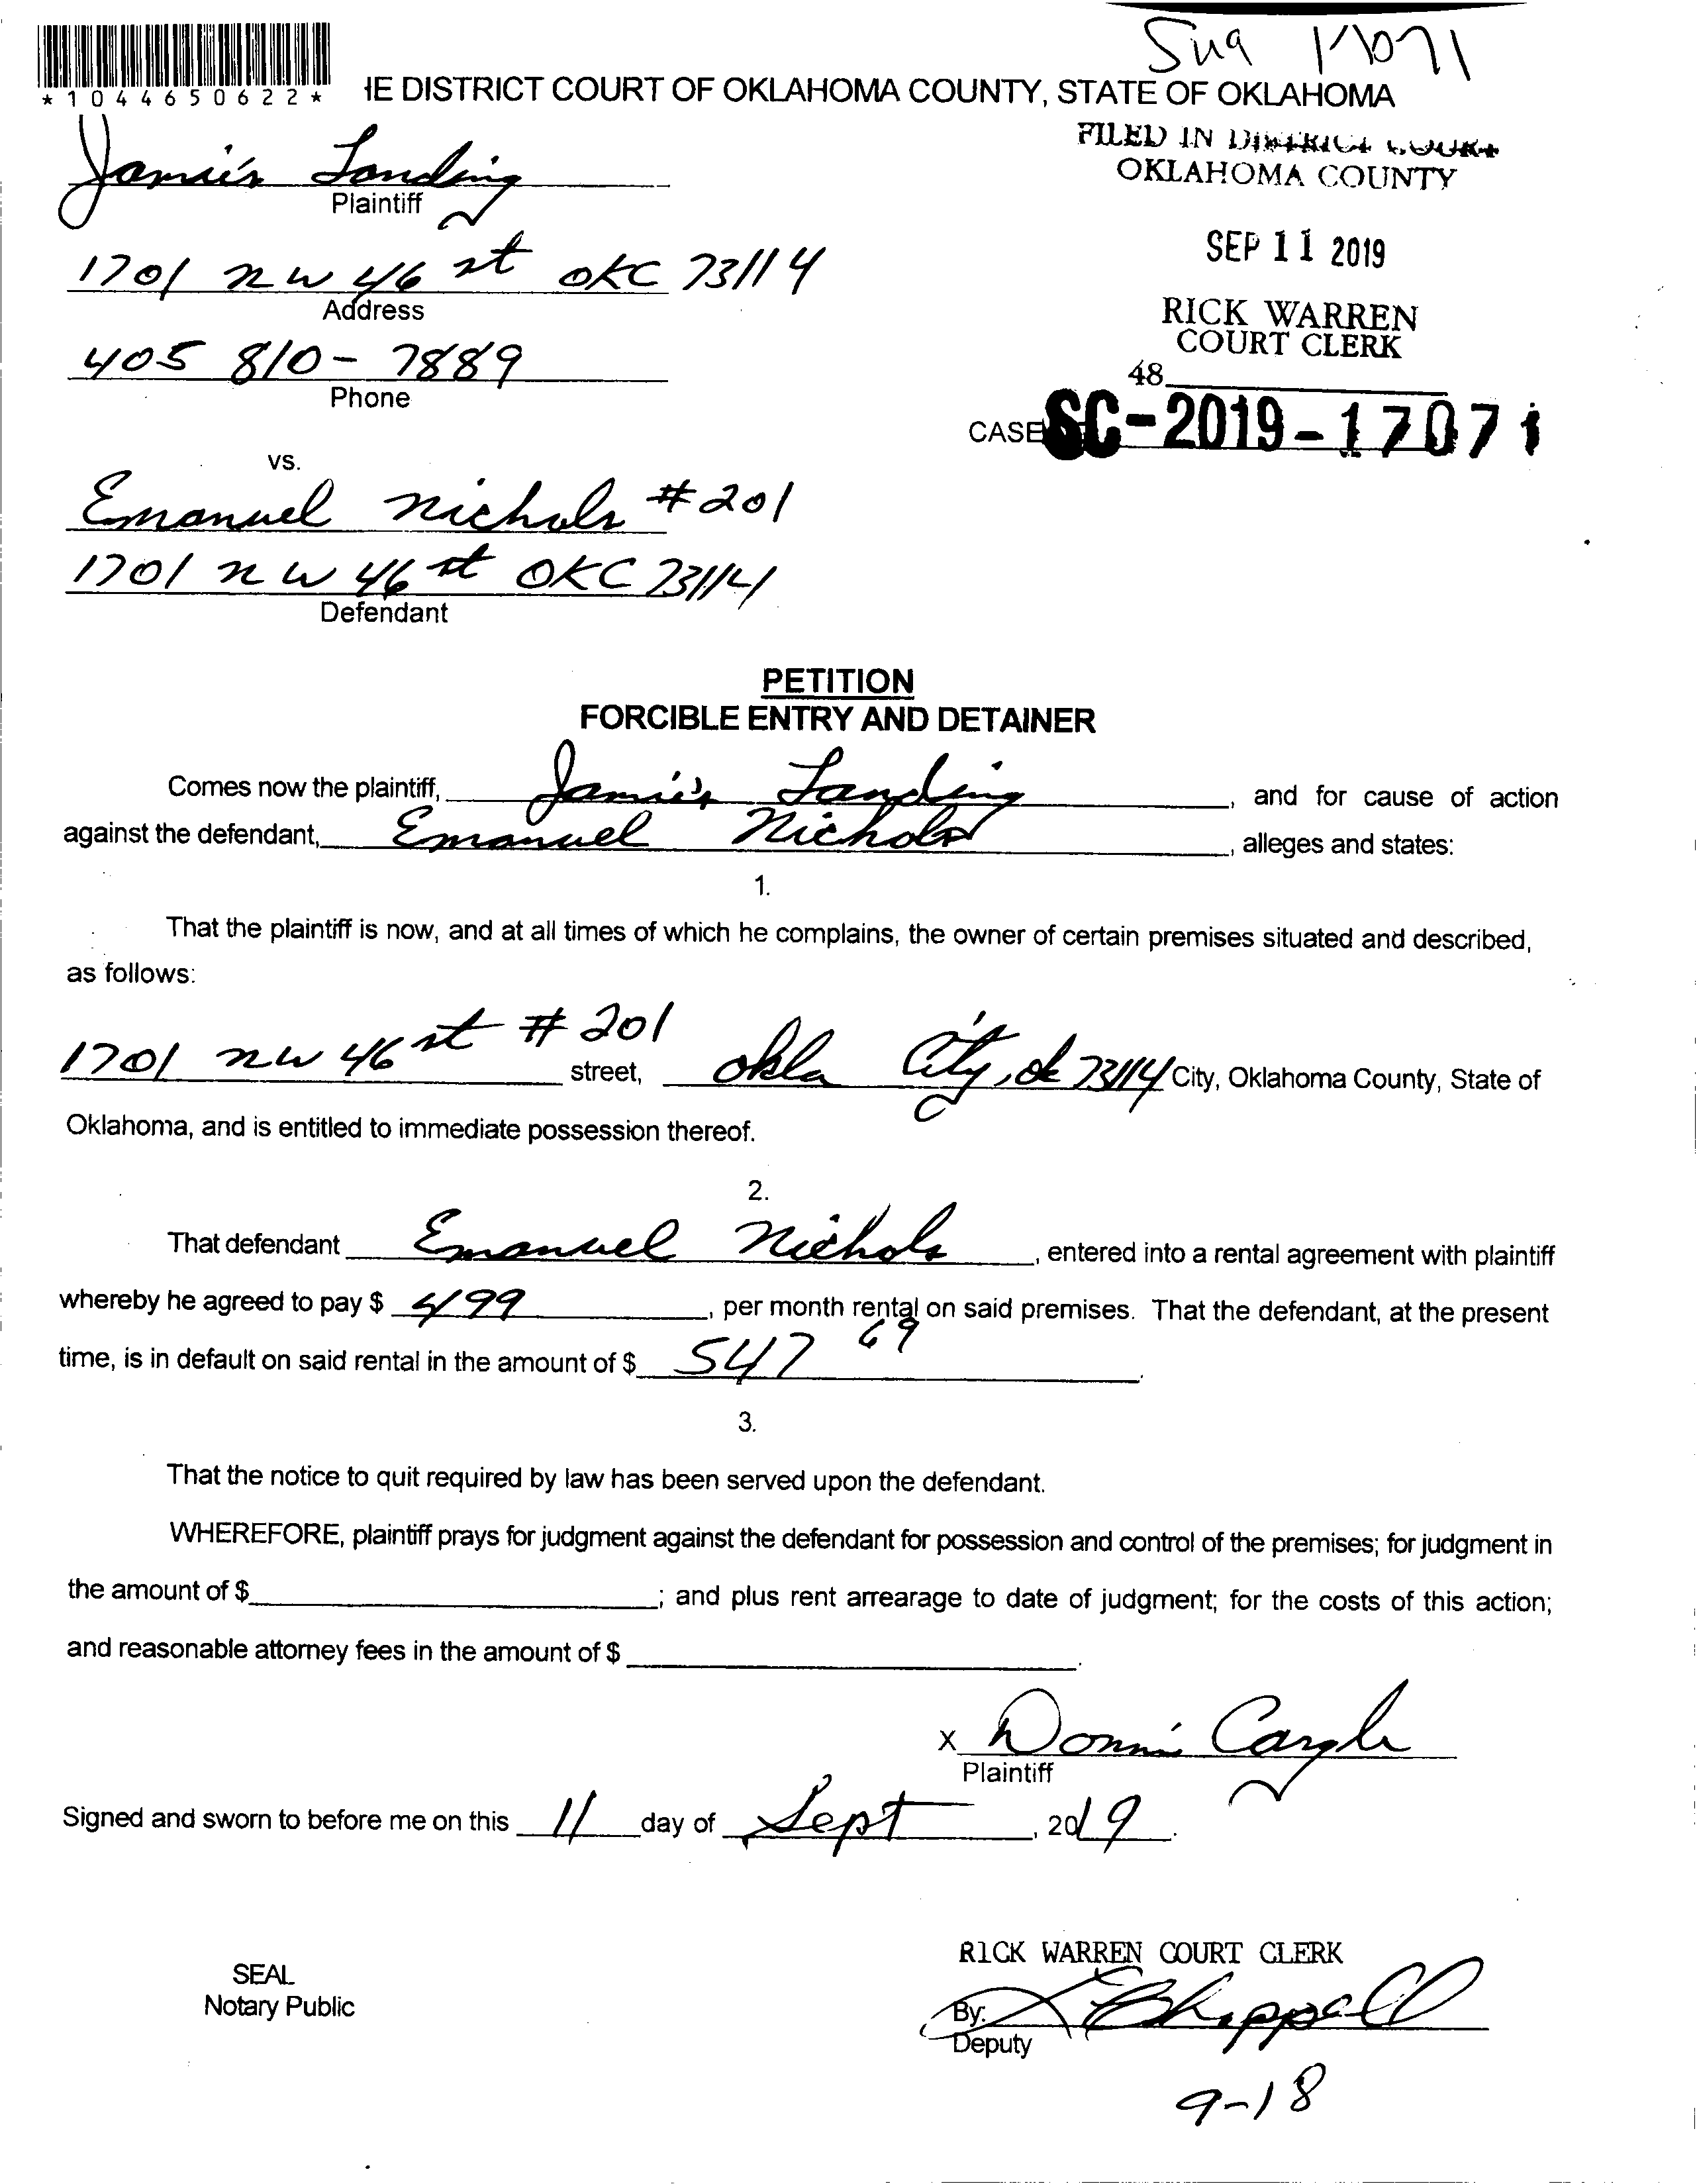 Sua 17071
*1044650622*
IE DISTRICT COURT OF OKLAHOMA COUNTY, STATE OF OKLAHOMA
FILED IN DISTRICT COURT
OKLAHOMA COUNTY
Jamie's Landing
Plaintiff
SEP 11 2019
1701 nw 46 st OKC 73114
Address
RICK WARREN
COURT CLERK
405 810-7889
Phone
48
CASE SC-2019-17071
vs.
Emanuel Nichols #201
1701 nw 46 st OKC 73114
Defendant
PETITION
FORCIBLE ENTRY AND DETAINER
Comes now the plaintiff, Jamie's Landing, and for cause of action
against the defendant, Emanuel Nichols, alleges and states:
1.
That the plaintiff is now, and at all times of which he complains, the owner of certain premises situated and described,
as follows:
1701 nw 46 st #201 street, okla City, ok 73114 City, Oklahoma County, State of
Oklahoma, and is entitled to immediate possession thereof.
2.
That defendant Emanuel Nichols, entered into a rental agreement with plaintiff
whereby he agreed to pay $ 499, per month rental on said premises. That the defendant, at the present
time, is in default on said rental in the amount of $ 547 69.
3.
That the notice to quit required by law has been served upon the defendant.
WHEREFORE, plaintiff prays for judgment against the defendant for possession and control of the premises; for judgment in
the amount of $ ; and plus rent arrearage to date of judgment; for the costs of this action;
and reasonable attorney fees in the amount of $ .
X Donni Cargle
Plaintiff
Signed and sworn to before me on this 11 day of Sept, 2019.
RICK WARREN COURT CLERK
SEAL
Notary Public
By: Chappell
Deputy
9-18